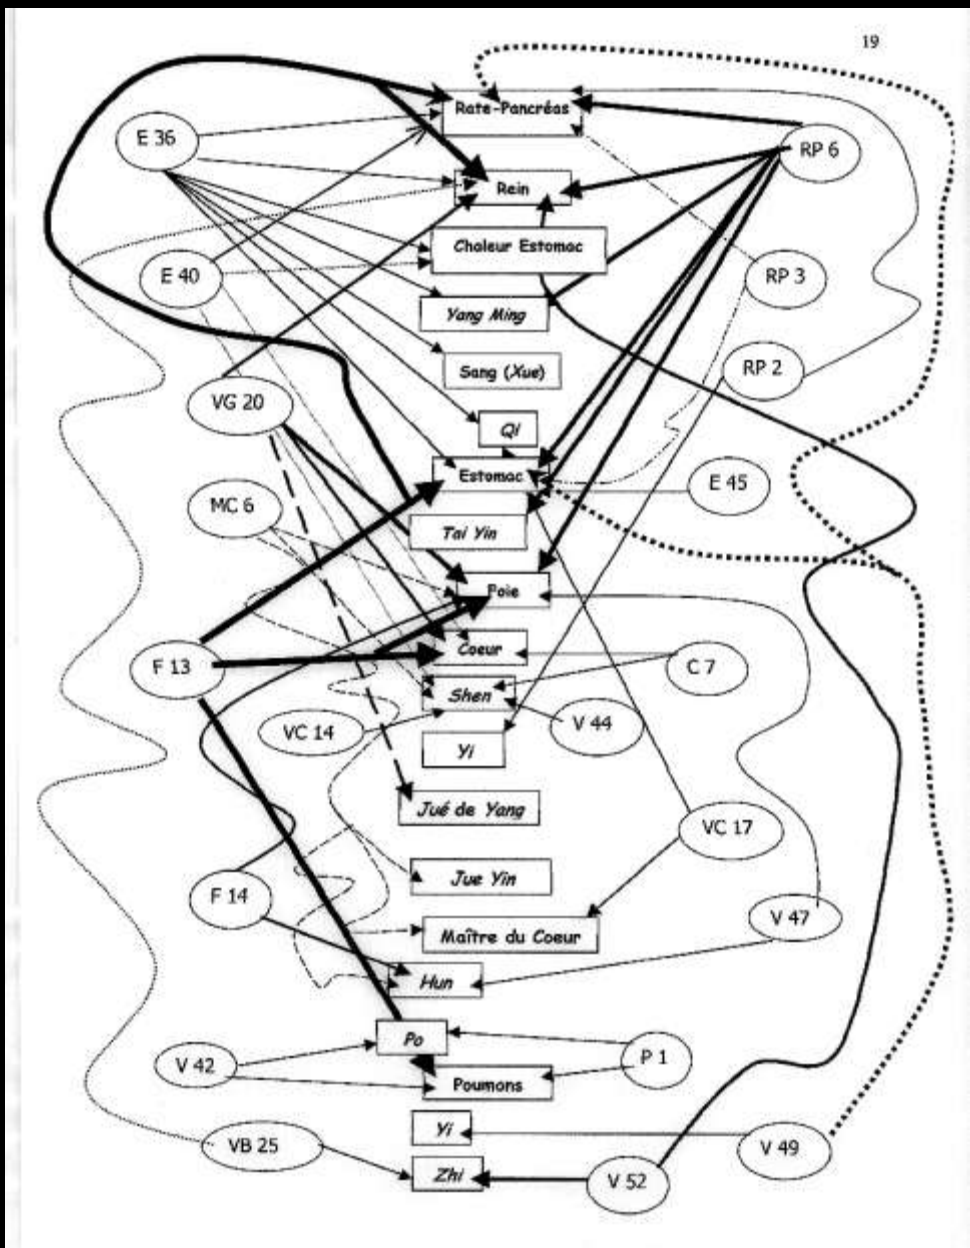 19
Rate-Pancréas
E 36
RP 6
Rein
Chaleur Estomac
E 40
RP 3
Yang Ming
Sang (Xue)
RP 2
VG 20
Qi
Estomac
E 45
MC 6
Tai Yin
Foie
Coeur
F 13
C 7
Shen
VC 14
V 44
Yi
Jué de Yang
VC 17
Jue Yin
F 14
V 47
Maître du Coeur
Hun
Po
V 42
P 1
Poumons
Yi
VB 25
V 49
Zhi
V 52